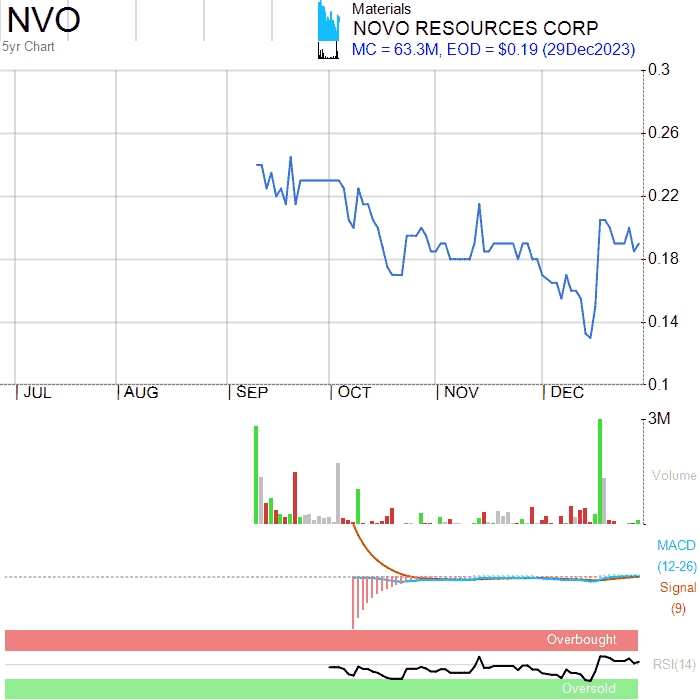 NVO
5yr Chart
Materials
NOVO RESOURCES CORP
MC = 63.3M, EOD = $0.19 (29Dec2023)
0.3
0.26
0.22
0.18
0.14
0.1
| JUL | AUG | SEP | OCT | NOV | DEC
3M
Volume
MACD
(12-26)
Signal
(9)
Overbought
RSI(14)
Oversold